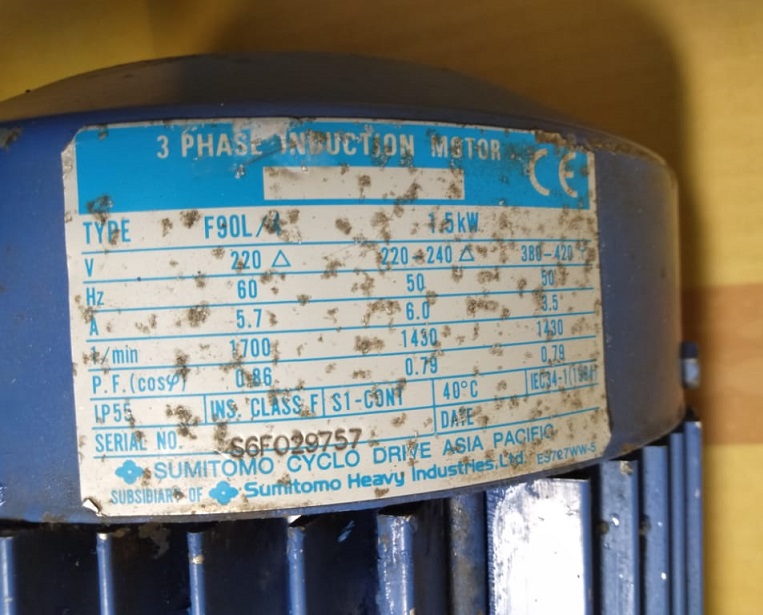 3 PHASE INDUCTION MOTOR
CE
TYPE F90L/4 1.5kW
V 220 △ 220-240 △ 380-420
Hz 60 50 50
A 5.7 6.0 3.5
r/min 1700 1430 1430
P.F.(cosφ) 0.86 0.79 0.79
IP55 INS. CLASS F S1-CONT 40°C IEC34-1
DATE
SERIAL NO. S6F029757
SUMITOMO CYCLO DRIVE ASIA PACIFIC
SUBSIDIARY OF Sumitomo Heavy Industries, Ltd. ES707WW-5